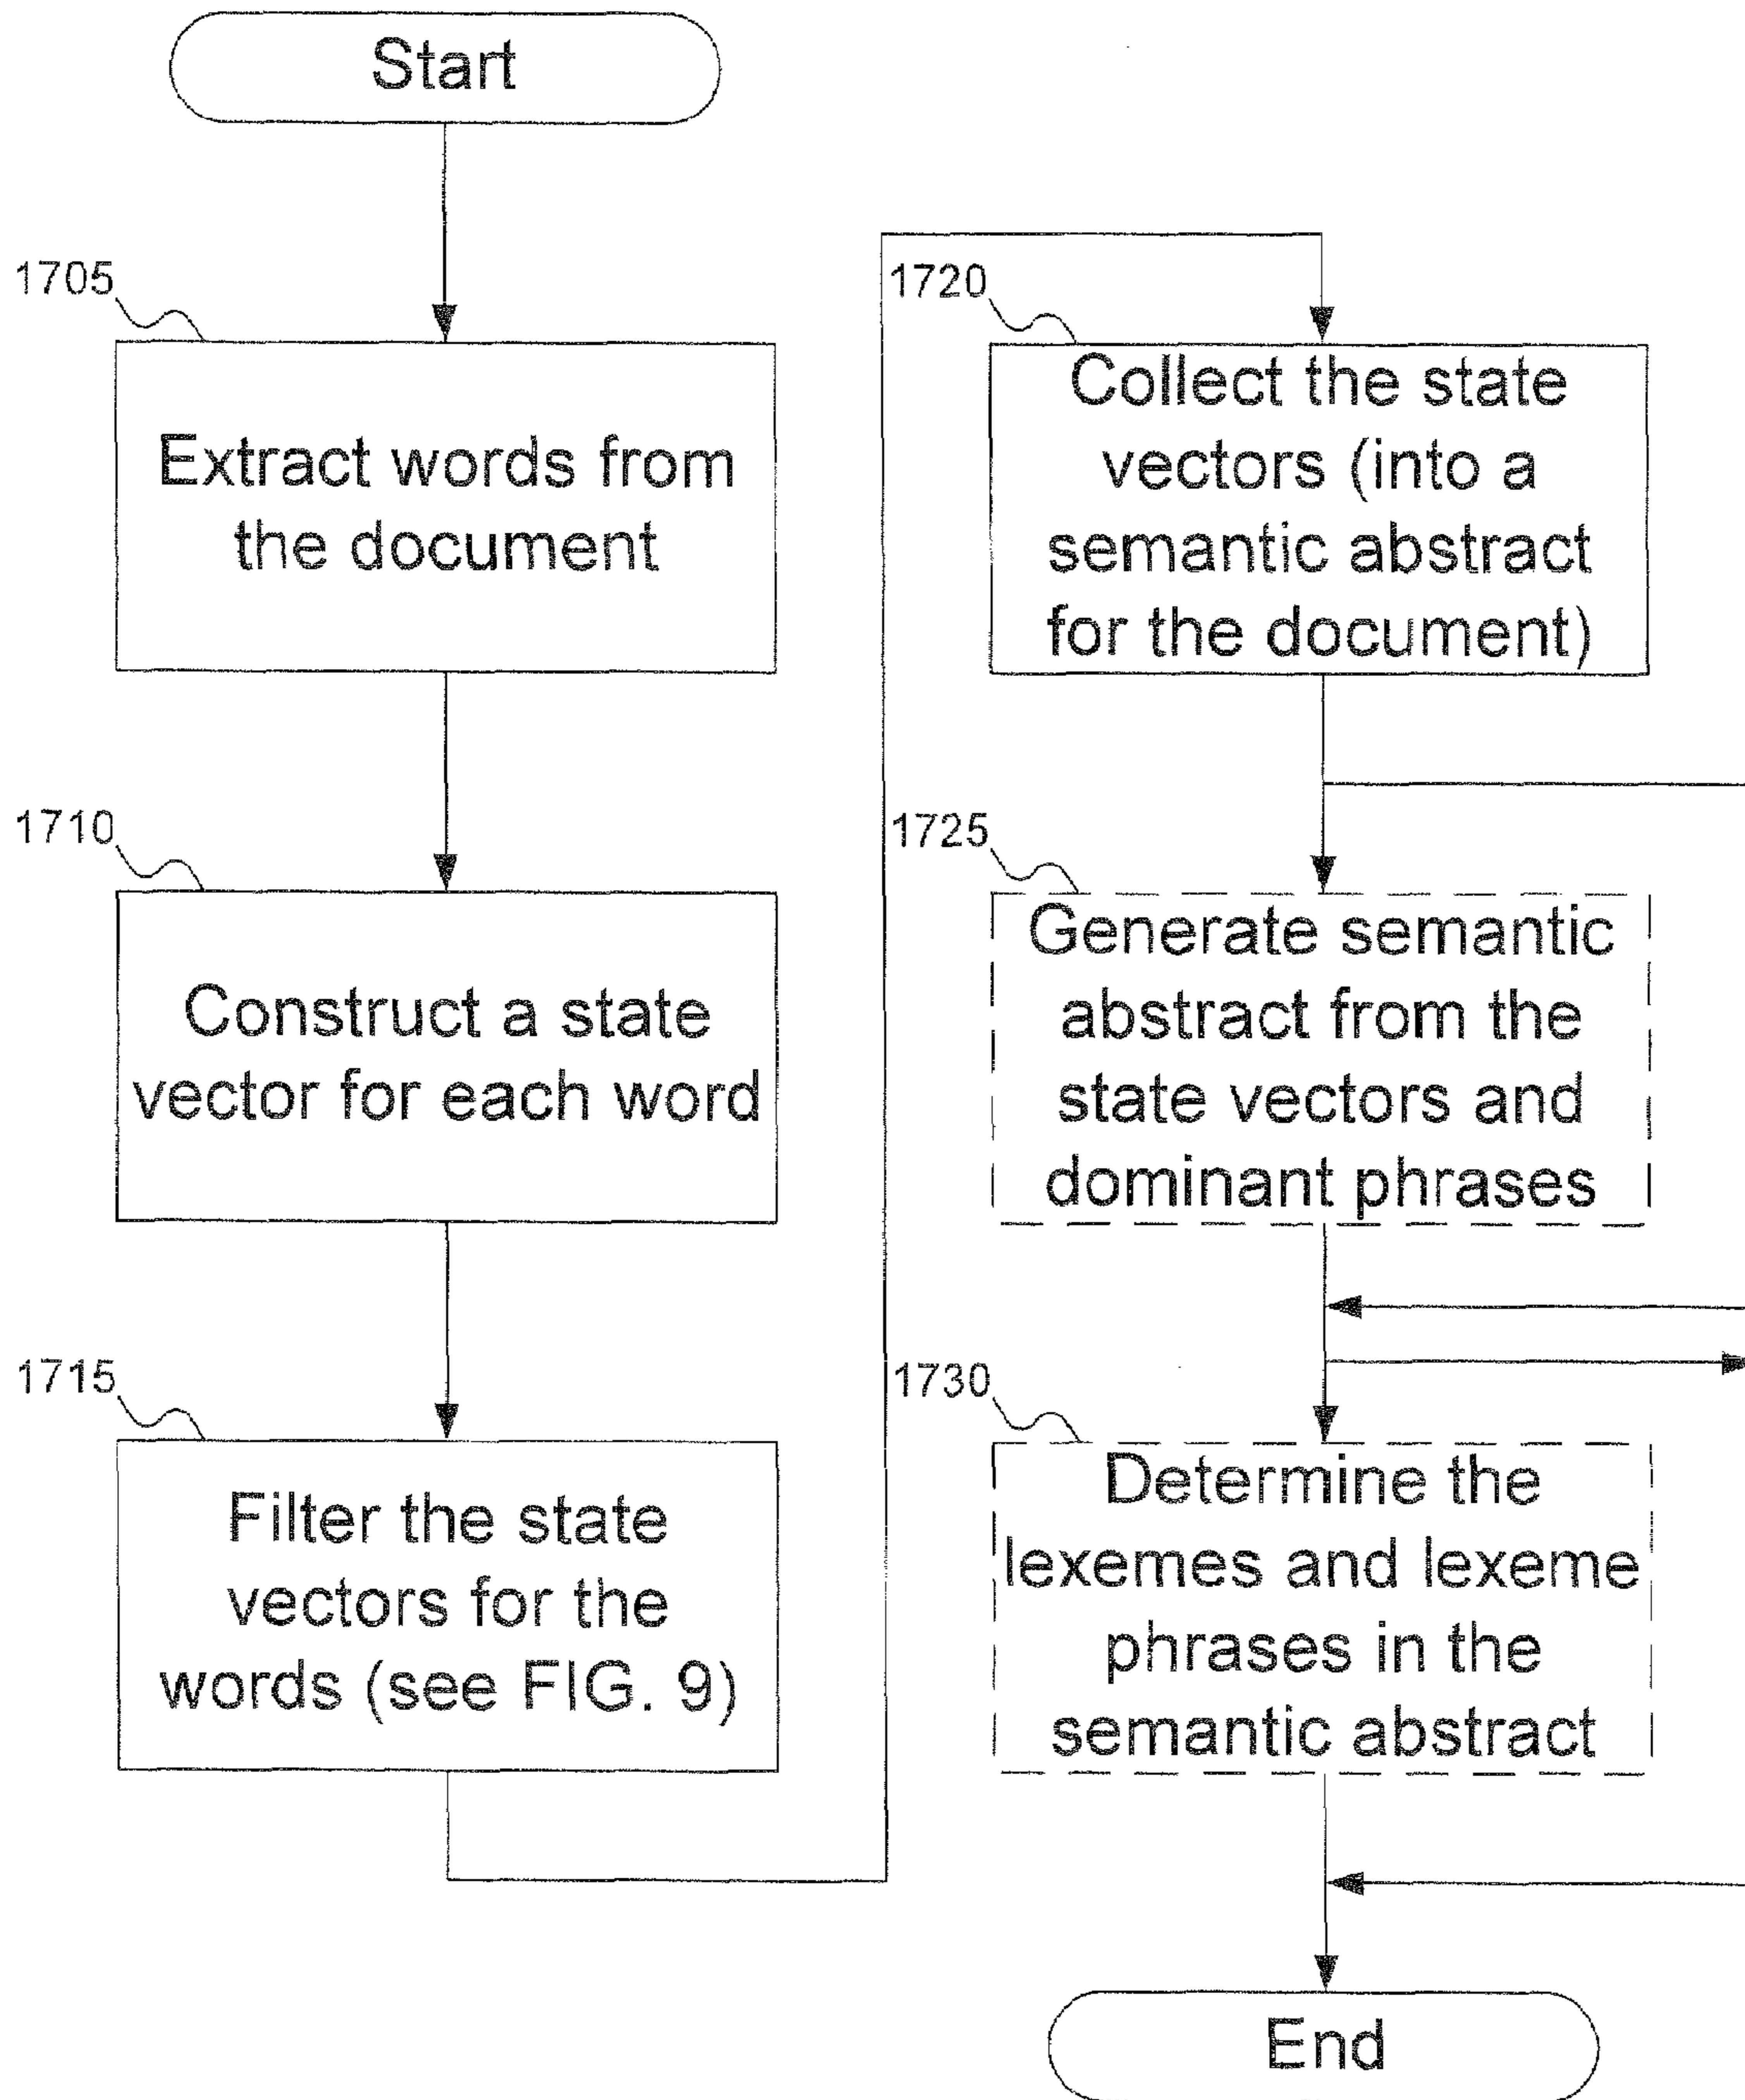 Start
1705
Extract words from
the document
1710
Construct a state
vector for each word
1715
Filter the state
vectors for the
words (see FIG. 9)
1720
Collect the state
vectors (into a
semantic abstract
for the document)
1725
Generate semantic
abstract from the
state vectors and
dominant phrases
1730
Determine the
lexemes and lexeme
phrases in the
semantic abstract
End